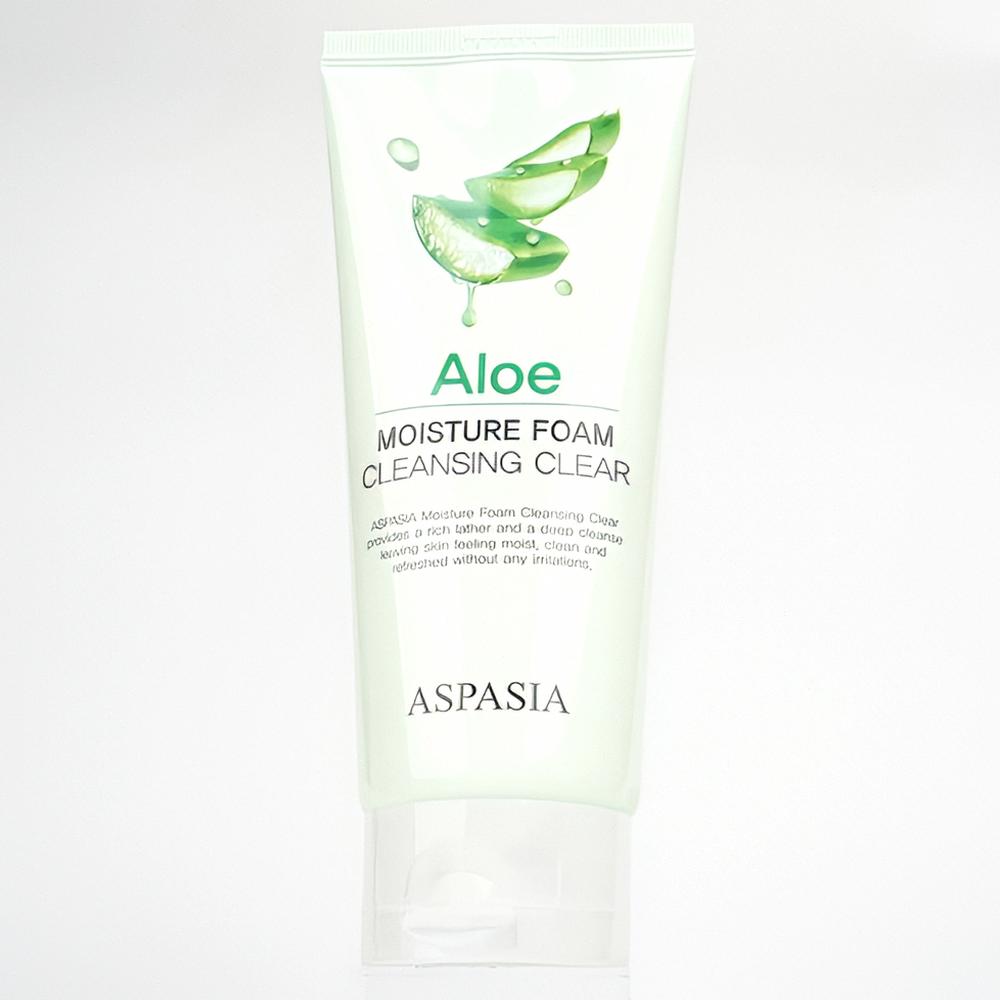 Aloe
MOISTURE FOAM
CLEANSING CLEAR
ASPASIA Moisture Foam Cleansing Clear
provides a rich lather and a deep cleanse
leaving skin feeling moist, clean and
refreshed without any irritations.
ASPASIA